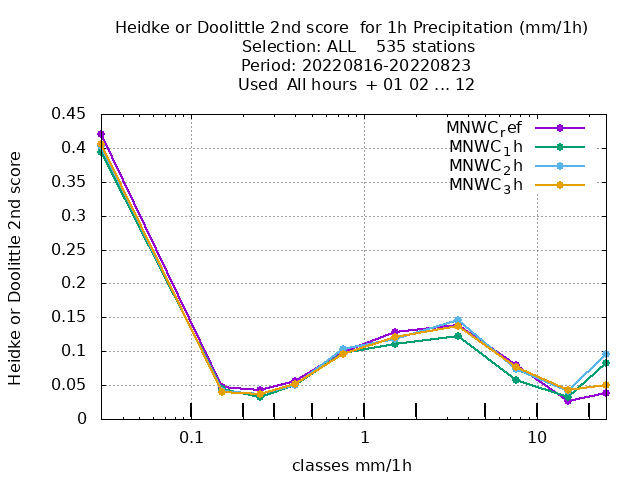 Heidke or Doolittle 2nd score  for 1h Precipitation (mm/1h)
Selection: ALL    535 stations
Period: 20220816-20220823
Used  All hours  + 01 02 ... 12
MNWC_ref
MNWC_1h
MNWC_2h
MNWC_3h
0.45
0.4
0.35
0.3
0.25
0.2
0.15
0.1
0.05
0
Heidke or Doolittle 2nd score
0.1
1
10
classes mm/1h